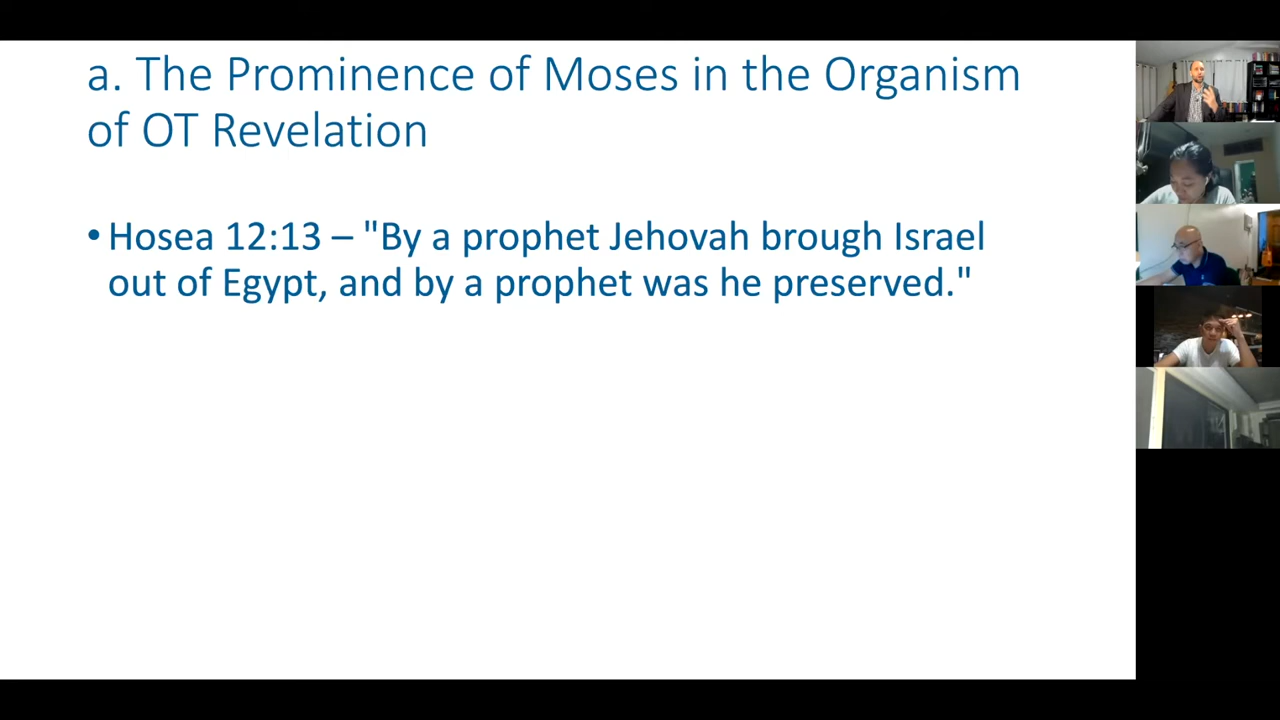 a. The Prominence of Moses in the Organism
of OT Revelation
• Hosea 12:13 – "By a prophet Jehovah brough Israel
out of Egypt, and by a prophet was he preserved."